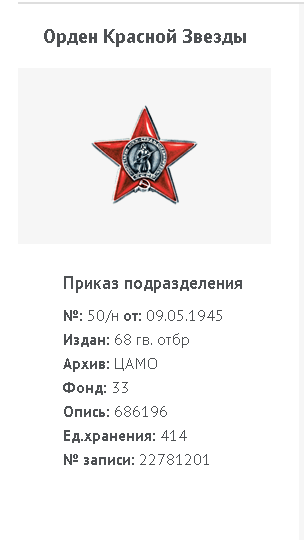 Орден Красной Звезды
Приказ подразделения
№: 50/н от: 09.05.1945
Издан: 68 гв. отбр
Архив: ЦАМО
Фонд: 33
Опись: 686196
Ед.хранения: 414
№ записи: 22781201